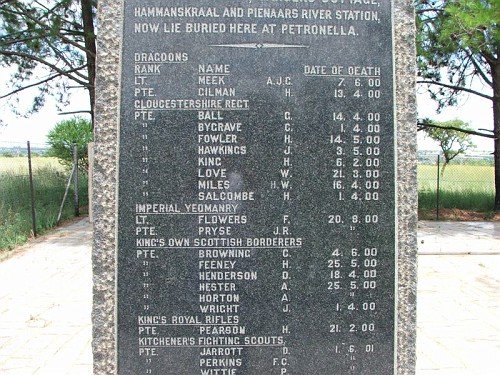 HAMMANSKRAAL AND PIENAARS RIVER STATION,
NOW LIE BURIED HERE AT PETRONELLA.
DRAGOONS
RANK NAME DATE OF DEATH
LT. MEEK A.J.C. 7. 6. 00
PTE. GILMAN H. 13. 4. 00
GLOUCESTERSHIRE REGT
PTE. BALL G. 14. 4. 00
" BYGRAVE C. 1. 4. 00
" FOWLER H. 14. 5. 00
" HAWKINGS J. 3. 5. 00
" KING H. 6. 2. 00
" LOVE W. 21. 3. 00
" MILES H.W. 16. 4. 00
" SALCOMBE H. 1. 4. 00
IMPERIAL YEOMANRY
LT. FLOWERS F. 20. 8. 00
PTE. PRYSE J.R. "
KING'S OWN SCOTTISH BORDERERS
PTE. BROWNING C. 4. 6. 00
" FEENEY H. 25. 5. 00
" HENDERSON D. 18. 4. 00
" HESTER A. 25. 5. 00
" HORTON A. "
" WRIGHT J. 1. 4. 00
KING'S ROYAL RIFLES
PTE. PEARSON H. 21. 2. 00
KITCHENER'S FIGHTING SCOUTS
PTE. JARROTT D. 1. 6. 01
" PERKINS F.C. "
" WITTIE P. "